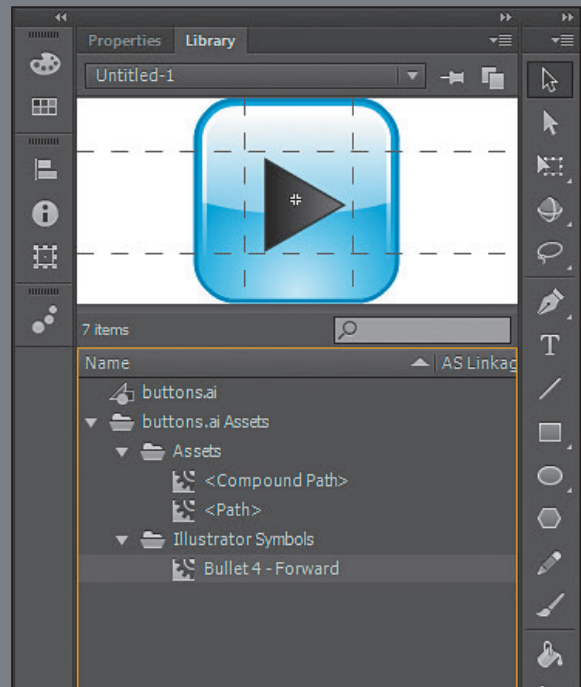 Properties Library
Untitled-1
7 items
Name AS Linkag
buttons.ai
buttons.ai Assets
Assets
<Compound Path>
<Path>
Illustrator Symbols
Bullet 4 - Forward